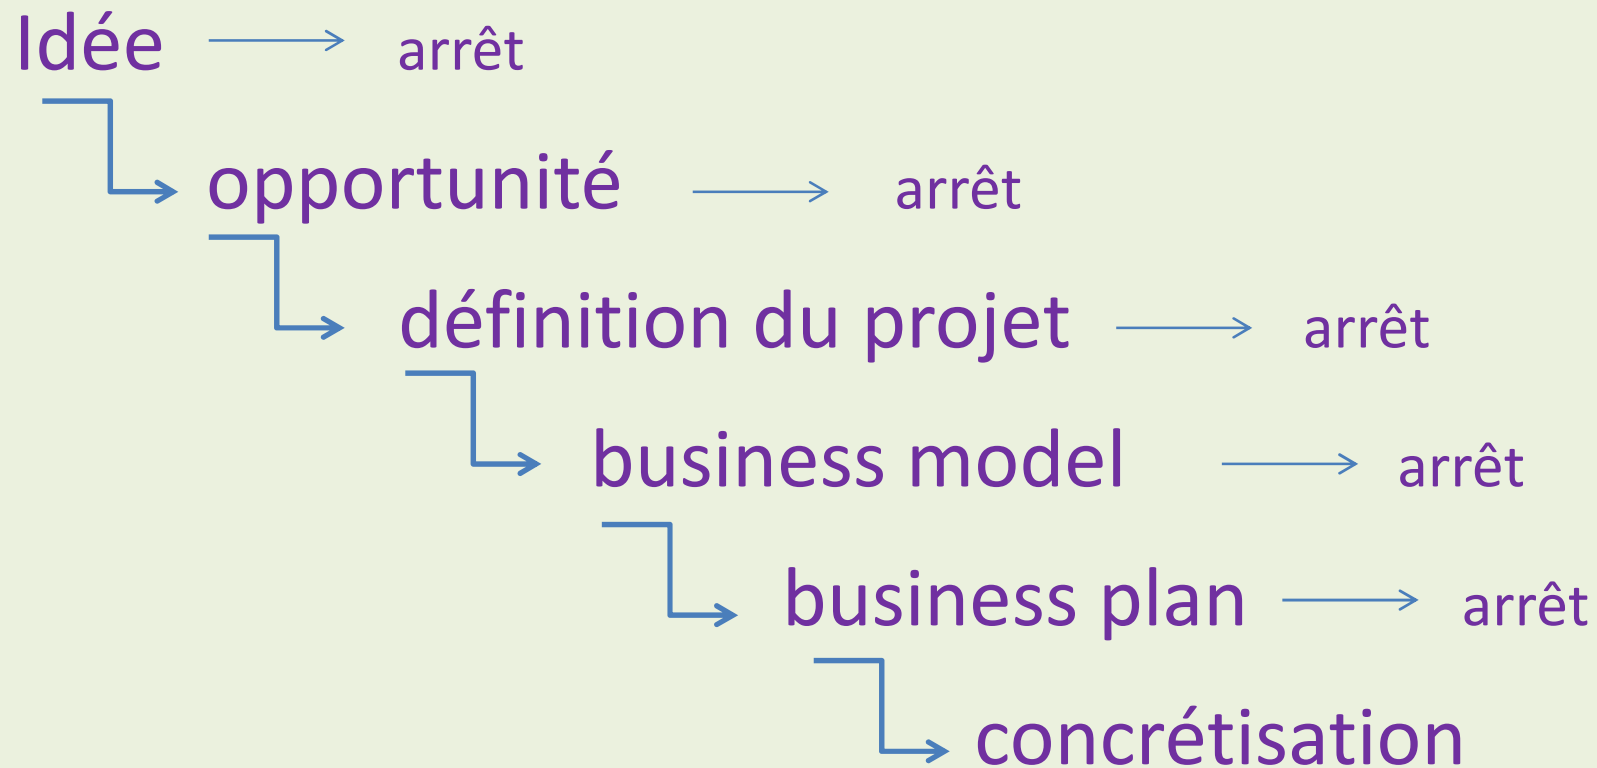 Idée arrêt
opportunité arrêt
définition du projet arrêt
business model arrêt
business plan arrêt
concrétisation